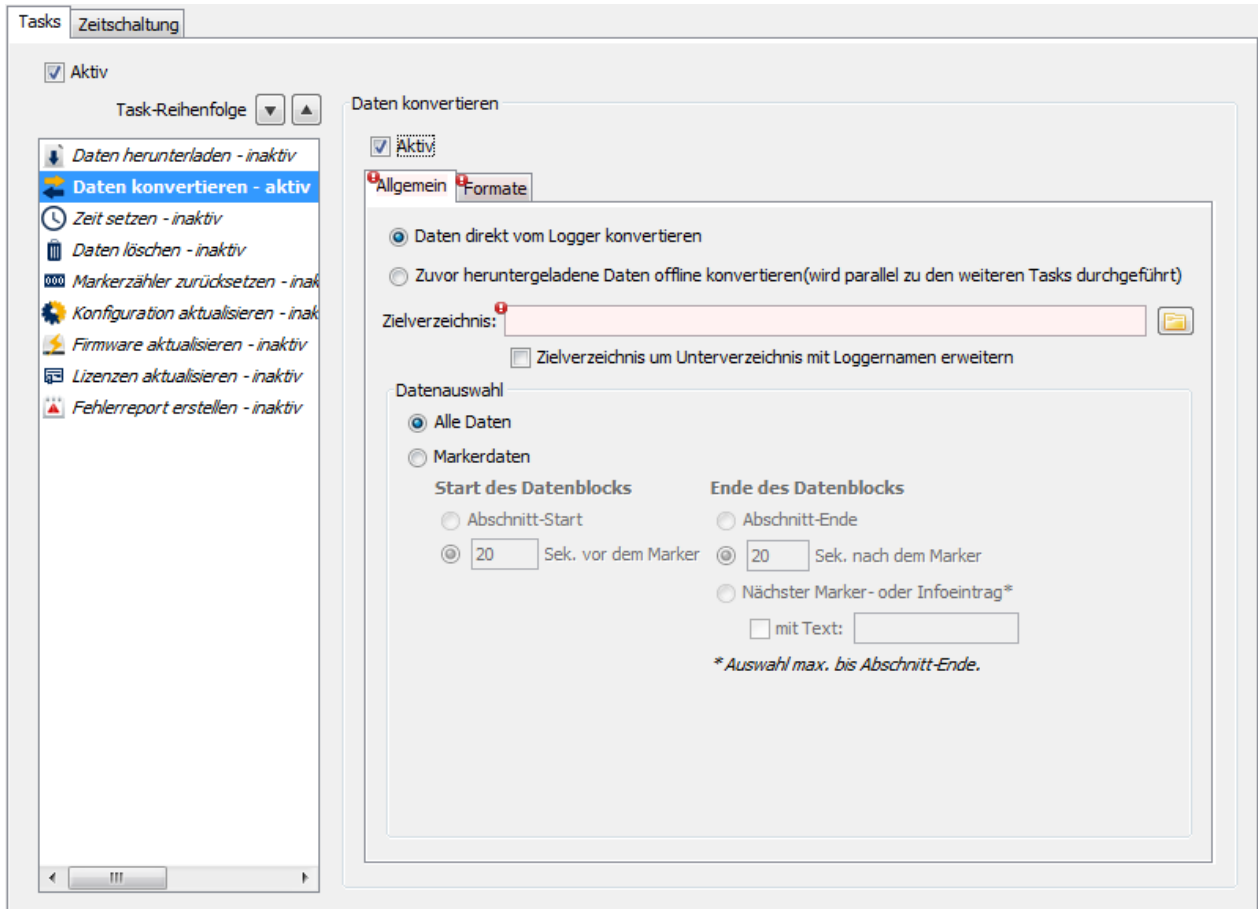 Tasks
Zeitschaltung
Aktiv
Task-Reihenfolge
Daten herunterladen - inaktiv
Daten konvertieren - aktiv
Zeit setzen - inaktiv
Daten löschen - inaktiv
Markerzähler zurücksetzen - inak
Konfiguration aktualisieren - inak
Firmware aktualisieren - inaktiv
Lizenzen aktualisieren - inaktiv
Fehlerreport erstellen - inaktiv
Daten konvertieren
Aktiv
Allgemein
Formate
Daten direkt vom Logger konvertieren
Zuvor heruntergeladene Daten offline konvertieren(wird parallel zu den weiteren Tasks durchgeführt)
Zielverzeichnis:
Zielverzeichnis um Unterverzeichnis mit Loggernamen erweitern
Datenauswahl
Alle Daten
Markerdaten
Start des Datenblocks
Abschnitt-Start
20 Sek. vor dem Marker
Ende des Datenblocks
Abschnitt-Ende
20 Sek. nach dem Marker
Nächster Marker- oder Infoeintrag*
mit Text:
* Auswahl max. bis Abschnitt-Ende.